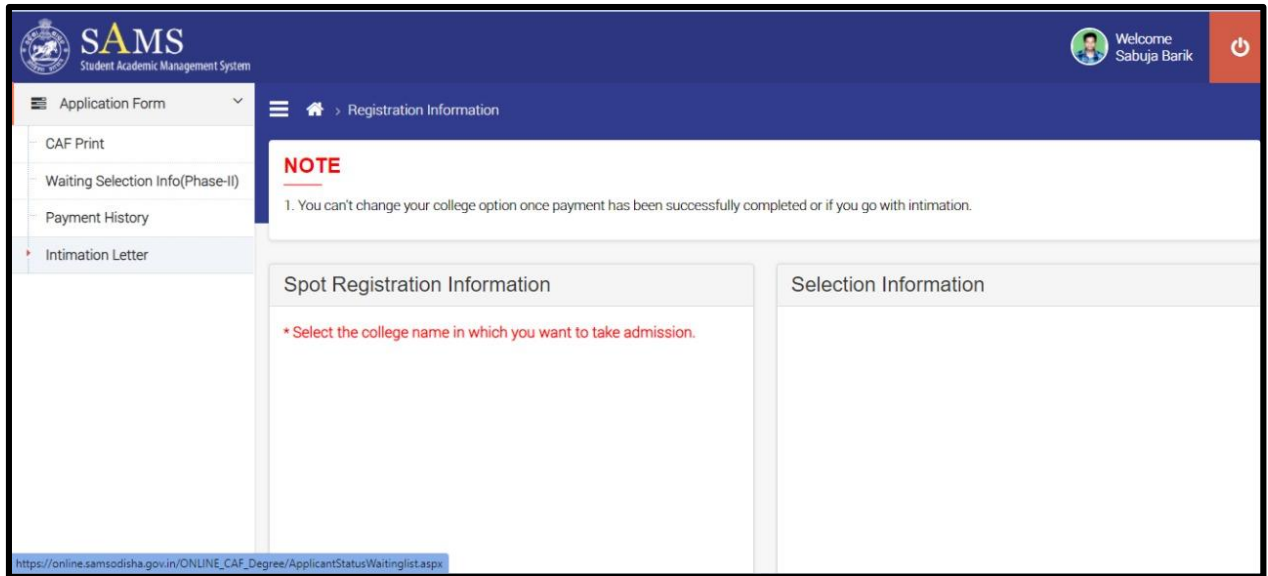 SAMS
Student Academic Management System
Welcome
Sabuja Barik
Application Form
CAF Print
Waiting Selection Info(Phase-II)
Payment History
Intimation Letter
> Registration Information
NOTE
1. You can't change your college option once payment has been successfully completed or if you go with intimation.
Spot Registration Information
* Select the college name in which you want to take admission.
Selection Information
https://online.samsodisha.gov.in/ONLINE_CAF_Degree/ApplicantStatusWaitinglist.aspx